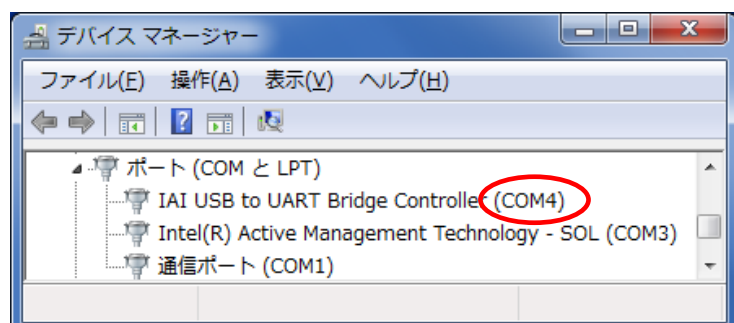 デバイス マネージャー
ファイル(F) 操作(A) 表示(V) ヘルプ(H)
ポート (COM と LPT)
IAI USB to UART Bridge Controller (COM4)
Intel(R) Active Management Technology - SOL (COM3)
通信ポート (COM1)